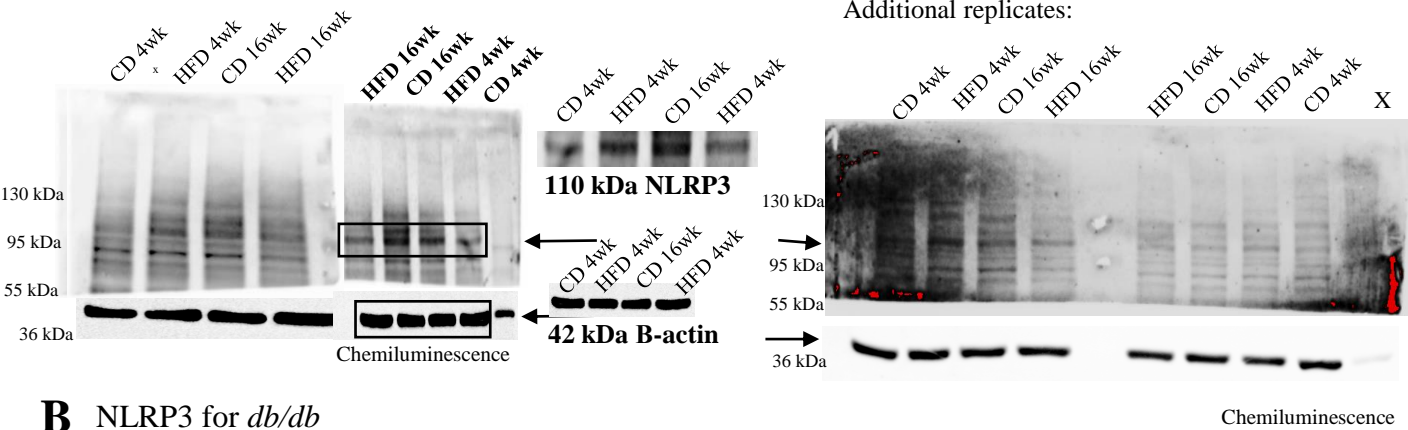 Additional replicates:
CD 4wk
x
HFD 4wk
CD 16wk
HFD 16wk
HFD 16wk
CD 16wk
HFD 4wk
CD 4wk
CD 4wk
HFD 4wk
CD 16wk
HFD 4wk
CD 4wk
HFD 4wk
CD 16wk
HFD 16wk
HFD 16wk
CD 16wk
HFD 4wk
CD 4wk
X
130 kDa
95 kDa
55 kDa
36 kDa
110 kDa NLRP3
CD 4wk
HFD 4wk
CD 16wk
HFD 4wk
42 kDa B-actin
Chemiluminescence
130 kDa
95 kDa
55 kDa
36 kDa
B NLRP3 for db/db
Chemiluminescence